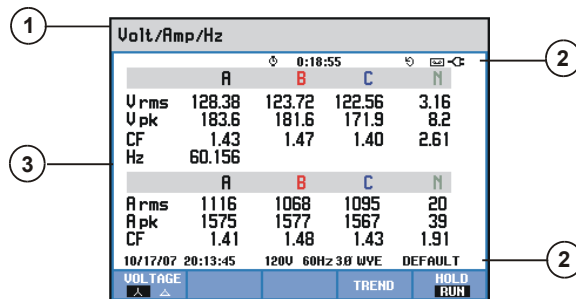 1
Volt/Amp/Hz
0:18:55
2
A B C N
Vrms 128.38 123.72 122.56 3.16
Vpk 183.6 181.6 171.9 8.2
CF 1.43 1.47 1.40 2.61
Hz 60.156
3
A B C N
Arms 1116 1068 1095 20
Apk 1575 1577 1567 39
CF 1.41 1.48 1.43 1.91
10/17/07 20:13:45 120V 60Hz 3Ø WYE DEFAULT
2
VOLTAGE TREND HOLD
RUN